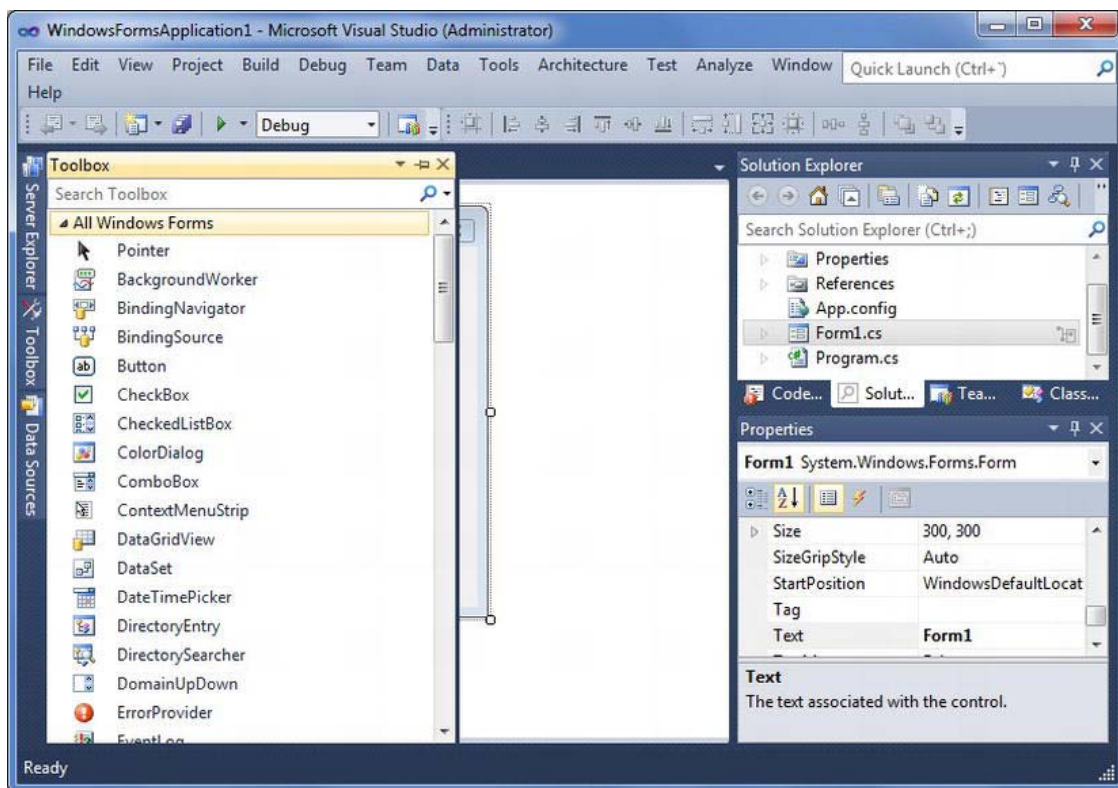 WindowsFormsApplication1 - Microsoft Visual Studio (Administrator)
File Edit View Project Build Debug Team Data Tools Architecture Test Analyze Window Quick Launch (Ctrl+`)
Help
Debug
Server Explorer
Toolbox
Data Sources
Toolbox
Search Toolbox
All Windows Forms
Pointer
BackgroundWorker
BindingNavigator
BindingSource
Button
CheckBox
CheckedListBox
ColorDialog
ComboBox
ContextMenuStrip
DataGridView
DataSet
DateTimePicker
DirectoryEntry
DirectorySearcher
DomainUpDown
ErrorProvider
EventLog
Solution Explorer
Search Solution Explorer (Ctrl+;)
Properties
References
App.config
Form1.cs
Program.cs
Code... Solut... Tea... Class...
Properties
Form1 System.Windows.Forms.Form
Size 300, 300
SizeGripStyle Auto
StartPosition WindowsDefaultLocat
Tag
Text Form1
Text
The text associated with the control.
Ready